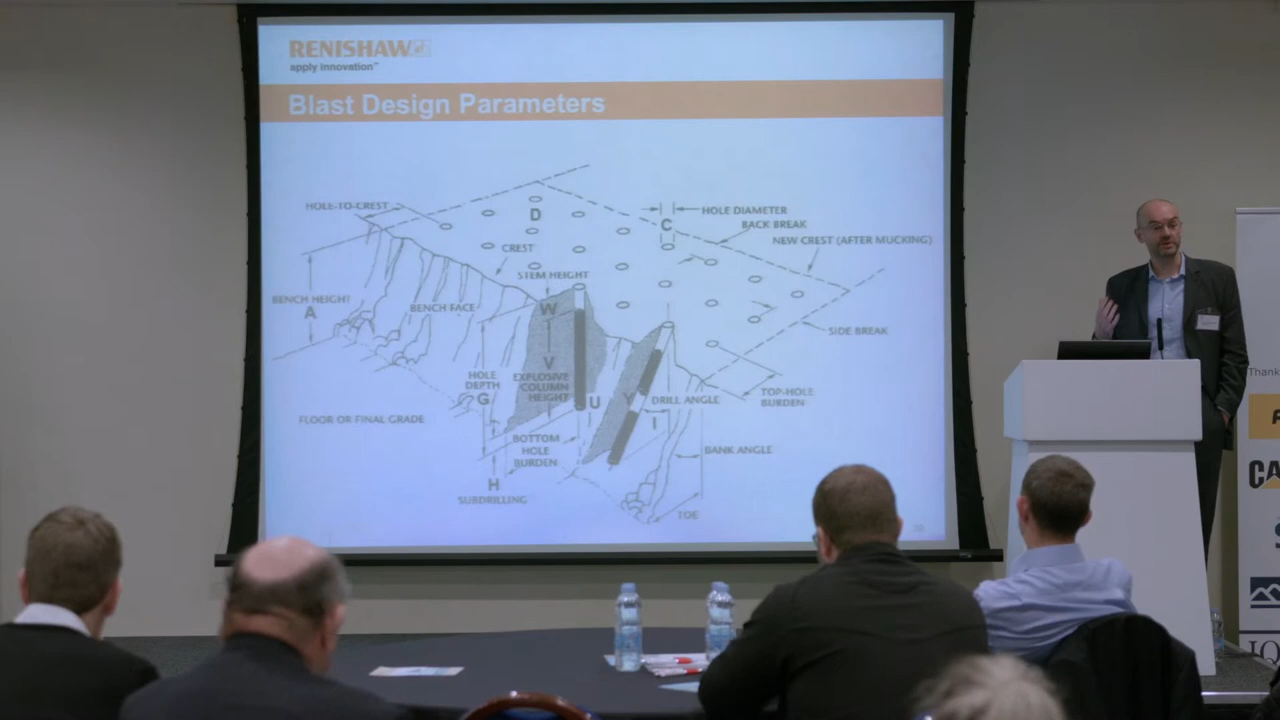 RENISHAW
apply innovation™
Blast Design Parameters
HOLE-TO-CREST
D
HOLE DIAMETER
C
BACK BREAK
NEW CREST (AFTER MUCKING)
CREST
STEM HEIGHT
BENCH HEIGHT
A
BENCH FACE
W
SIDE BREAK
V
HOLE
DEPTH
G
EXPLOSIVE
COLUMN
HEIGHT
U
Y
DRILL ANGLE
I
TOP-HOLE
BURDEN
FLOOR OR FINAL GRADE
BOTTOM
HOLE
BURDEN
BANK ANGLE
H
SUBDRILLING
TOE
Thank
CA